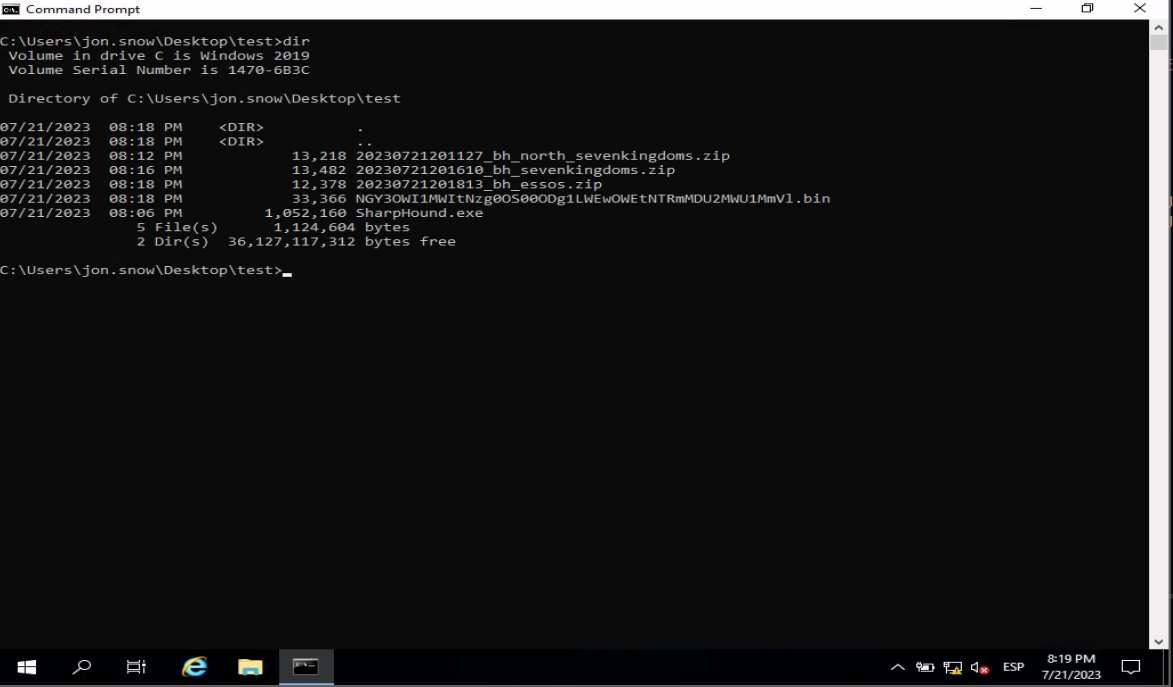 Command Prompt
C:\Users\jon.snow\Desktop\test>dir
Volume in drive C is Windows 2019
Volume Serial Number is 1470-6B3C
Directory of C:\Users\jon.snow\Desktop\test
07/21/2023  08:18 PM    <DIR>          .
07/21/2023  08:18 PM    <DIR>          ..
07/21/2023  08:12 PM            13,218 20230721201127_bh_north_sevenkingdoms.zip
07/21/2023  08:16 PM            13,482 20230721201610_bh_sevenkingdoms.zip
07/21/2023  08:18 PM            12,378 20230721201813_bh_essos.zip
07/21/2023  08:18 PM            33,366 NGY3OWI1MWItNzg0OS00ODg1LWEwOWEtNTRmMDU2MWU1MmVl.bin
07/21/2023  08:06 PM         1,052,160 SharpHound.exe
5 File(s)      1,124,604 bytes
2 Dir(s)  36,127,117,312 bytes free
C:\Users\jon.snow\Desktop\test>
ESP
8:19 PM
7/21/2023